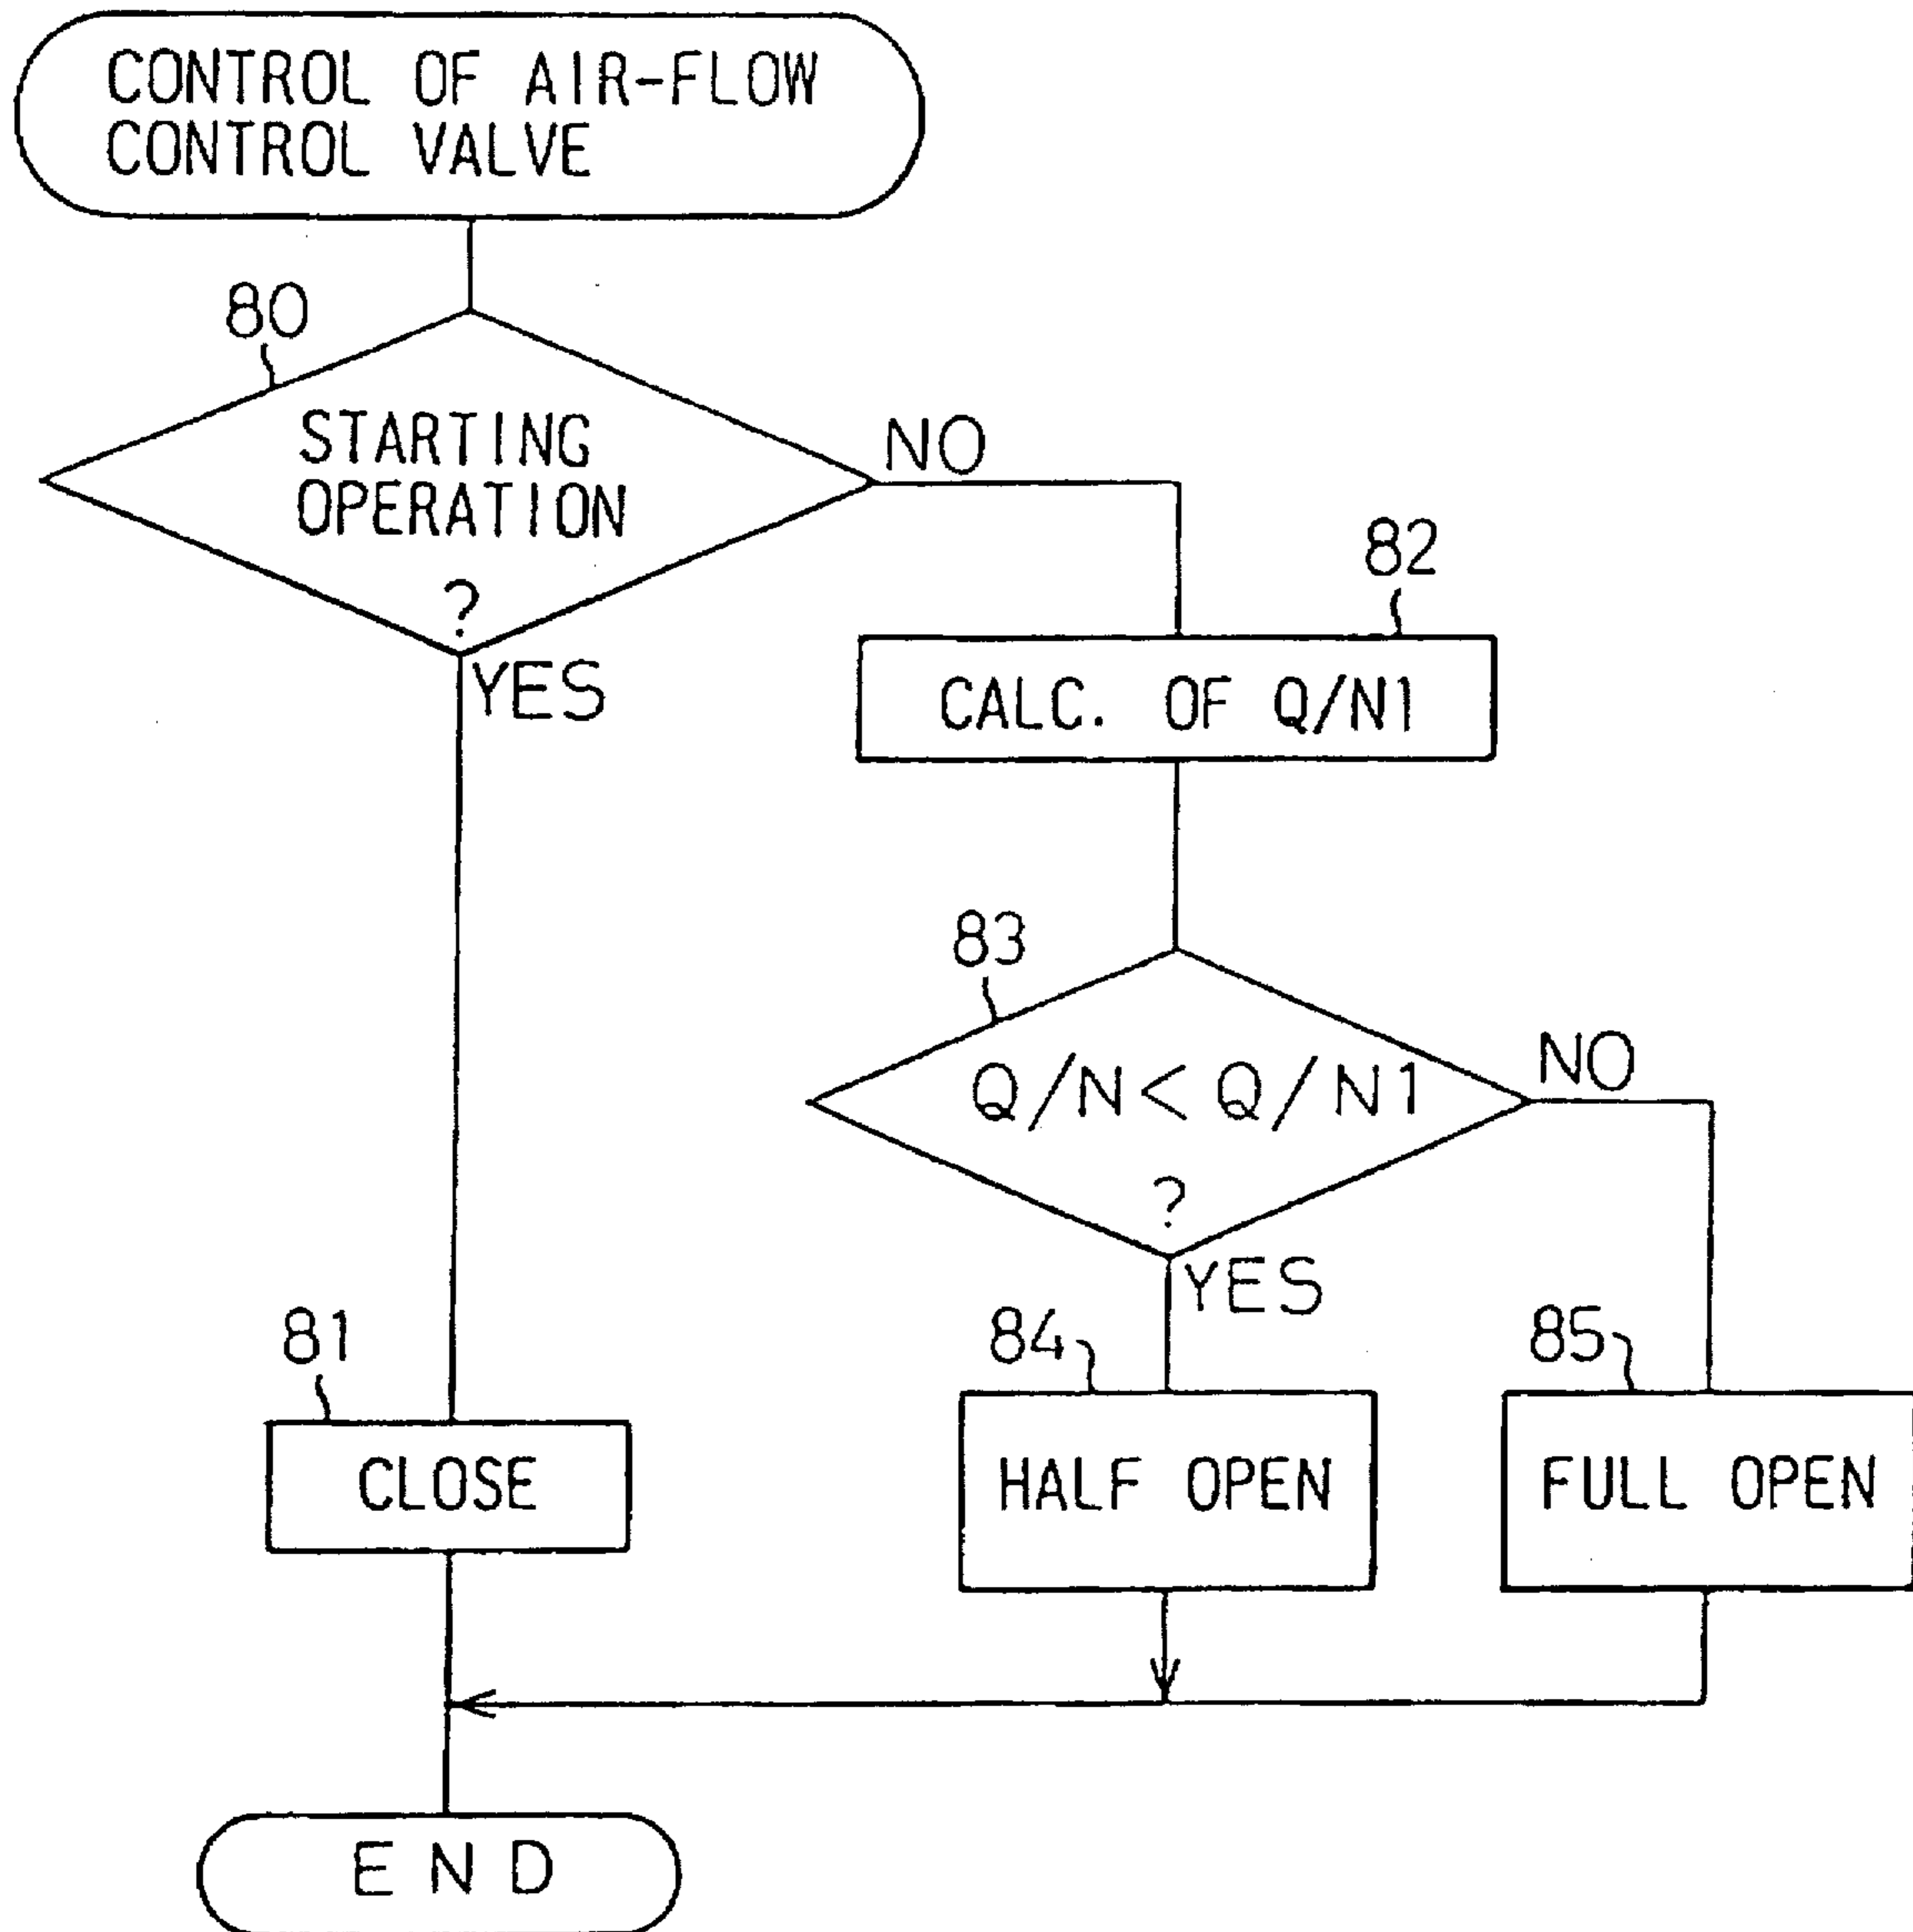 CONTROL OF AIR-FLOW
CONTROL VALVE
80
STARTING
OPERATION
?
NO
YES
82
CALC. OF Q/N1
83
Q/N<Q/N1
?
NO
YES
81
CLOSE
84
HALF OPEN
85
FULL OPEN
END